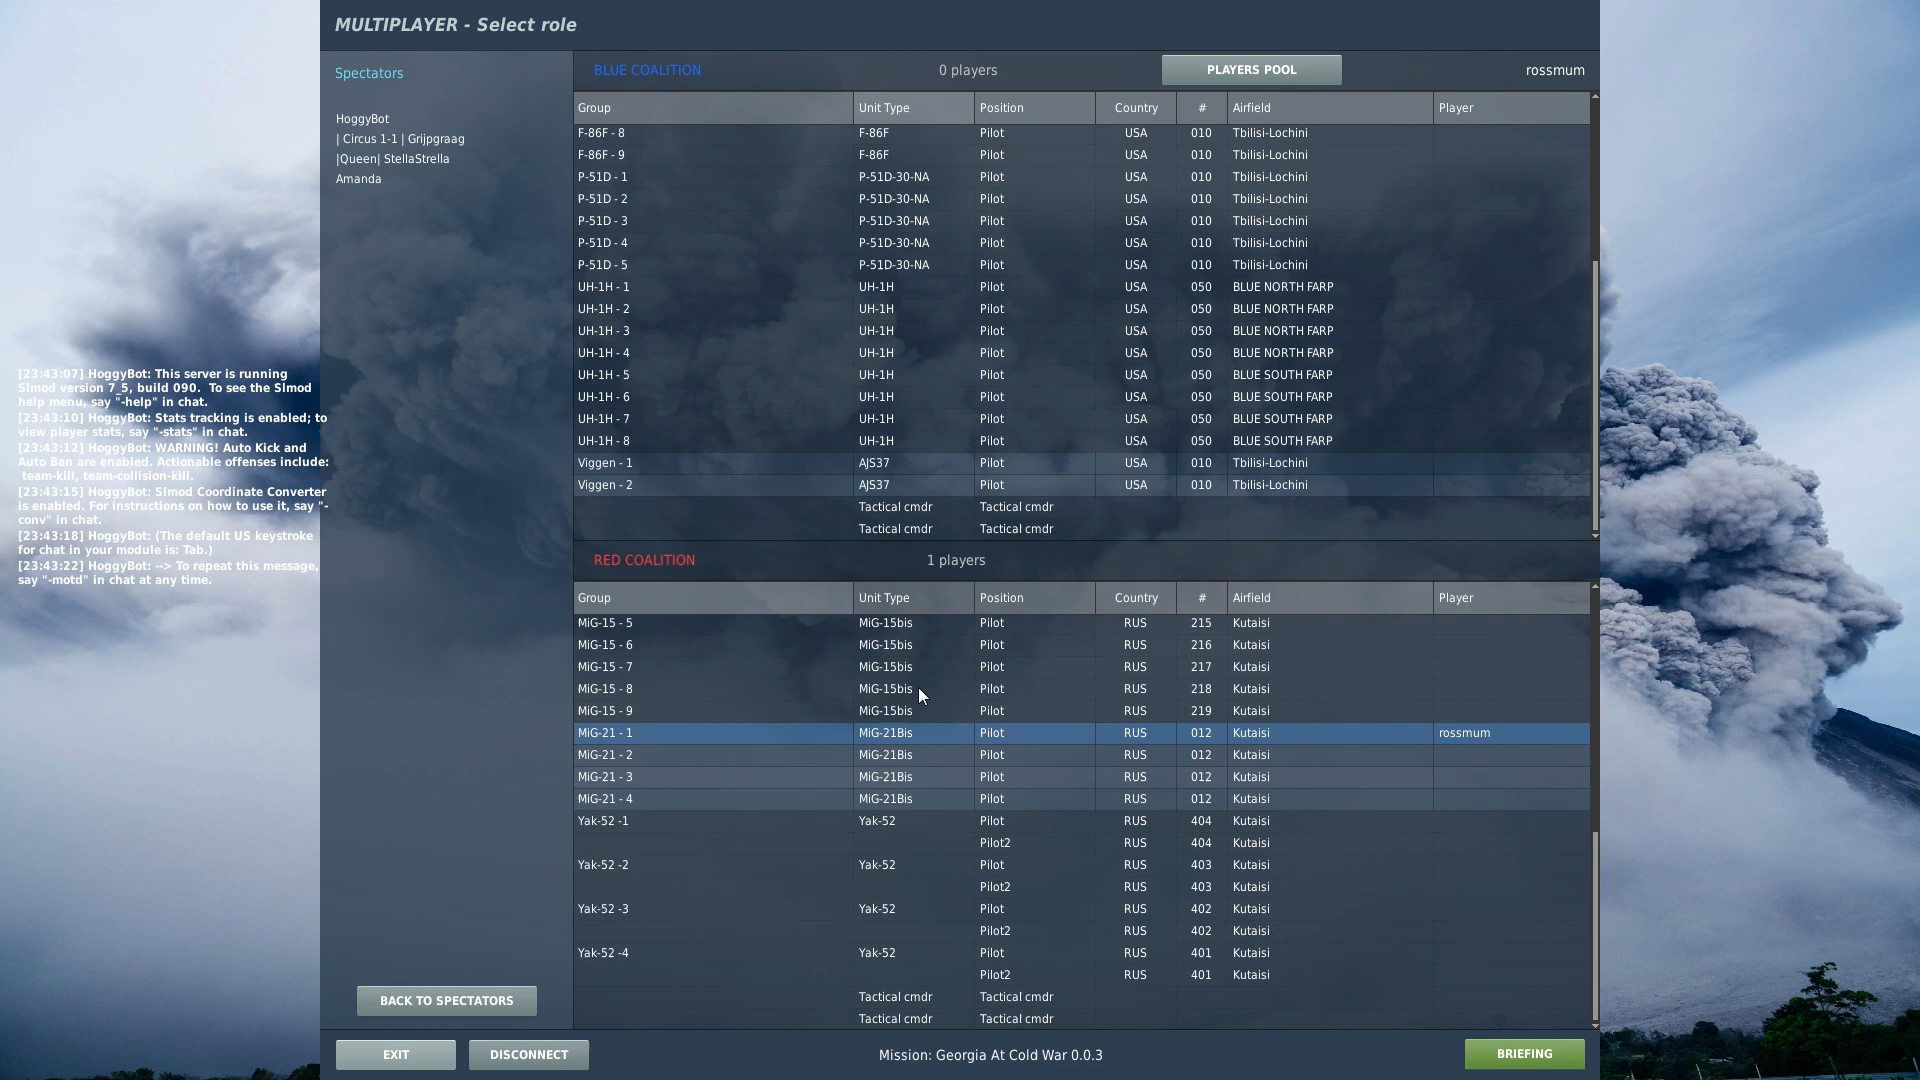 MULTIPLAYER - Select role
Spectators
HoggyBot
| Circus 1-1 | Grijpgraag
|Queen| StellaStrella
Amanda
[23:43:07] HoggyBot: This server is running
Slmod version 7_5, build 090.  To see the Slmod
help menu, say "-help" in chat.
[23:43:10] HoggyBot: Stats tracking is enabled; to
view player stats, say "-stats" in chat.
[23:43:12] HoggyBot: WARNING! Auto Kick and
Auto Ban are enabled. Actionable offenses include:
team-kill, team-collision-kill.
[23:43:15] HoggyBot: Slmod Coordinate Converter
is enabled. For instructions on how to use it, say "-
conv" in chat.
[23:43:18] HoggyBot: (The default US keystroke
for chat in your module is: Tab.)
[23:43:22] HoggyBot: --> To repeat this message,
say "-motd" in chat at any time.
BLUE COALITION 0 players PLAYERS POOL rossmum
Group Unit Type Position Country # Airfield Player
F-86F - 8 F-86F Pilot USA 010 Tbilisi-Lochini
F-86F - 9 F-86F Pilot USA 010 Tbilisi-Lochini
P-51D - 1 P-51D-30-NA Pilot USA 010 Tbilisi-Lochini
P-51D - 2 P-51D-30-NA Pilot USA 010 Tbilisi-Lochini
P-51D - 3 P-51D-30-NA Pilot USA 010 Tbilisi-Lochini
P-51D - 4 P-51D-30-NA Pilot USA 010 Tbilisi-Lochini
P-51D - 5 P-51D-30-NA Pilot USA 010 Tbilisi-Lochini
UH-1H - 1 UH-1H Pilot USA 050 BLUE NORTH FARP
UH-1H - 2 UH-1H Pilot USA 050 BLUE NORTH FARP
UH-1H - 3 UH-1H Pilot USA 050 BLUE NORTH FARP
UH-1H - 4 UH-1H Pilot USA 050 BLUE NORTH FARP
UH-1H - 5 UH-1H Pilot USA 050 BLUE SOUTH FARP
UH-1H - 6 UH-1H Pilot USA 050 BLUE SOUTH FARP
UH-1H - 7 UH-1H Pilot USA 050 BLUE SOUTH FARP
UH-1H - 8 UH-1H Pilot USA 050 BLUE SOUTH FARP
Viggen - 1 AJS37 Pilot USA 010 Tbilisi-Lochini
Viggen - 2 AJS37 Pilot USA 010 Tbilisi-Lochini
Tactical cmdr Tactical cmdr
Tactical cmdr Tactical cmdr
RED COALITION 1 players
Group Unit Type Position Country # Airfield Player
MiG-15 - 5 MiG-15bis Pilot RUS 215 Kutaisi
MiG-15 - 6 MiG-15bis Pilot RUS 216 Kutaisi
MiG-15 - 7 MiG-15bis Pilot RUS 217 Kutaisi
MiG-15 - 8 MiG-15bis Pilot RUS 218 Kutaisi
MiG-15 - 9 MiG-15bis Pilot RUS 219 Kutaisi
MiG-21 - 1 MiG-21Bis Pilot RUS 012 Kutaisi rossmum
MiG-21 - 2 MiG-21Bis Pilot RUS 012 Kutaisi
MiG-21 - 3 MiG-21Bis Pilot RUS 012 Kutaisi
MiG-21 - 4 MiG-21Bis Pilot RUS 012 Kutaisi
Yak-52 -1 Yak-52 Pilot RUS 404 Kutaisi
Pilot2 RUS 404 Kutaisi
Yak-52 -2 Yak-52 Pilot RUS 403 Kutaisi
Pilot2 RUS 403 Kutaisi
Yak-52 -3 Yak-52 Pilot RUS 402 Kutaisi
Pilot2 RUS 402 Kutaisi
Yak-52 -4 Yak-52 Pilot RUS 401 Kutaisi
Pilot2 RUS 401 Kutaisi
Tactical cmdr Tactical cmdr
Tactical cmdr Tactical cmdr
BACK TO SPECTATORS
EXIT DISCONNECT Mission: Georgia At Cold War 0.0.3 BRIEFING